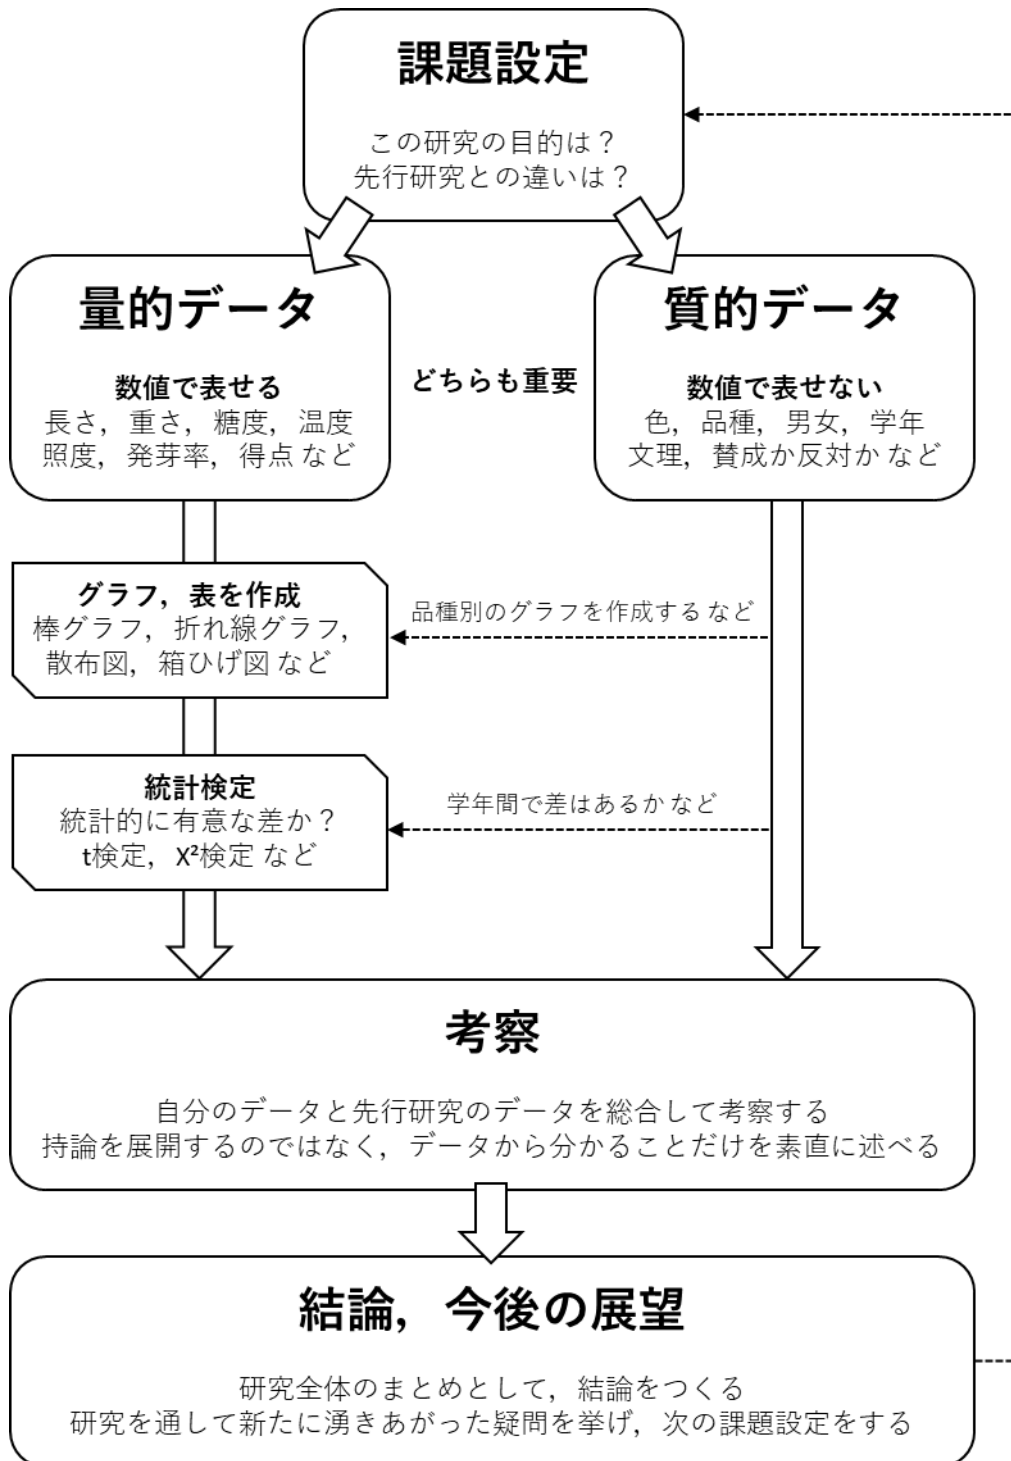 課題設定
この研究の目的は？
先行研究との違いは？
量的データ
数値で表せる
長さ，重さ，糖度，温度
照度，発芽率，得点 など
どちらも重要
質的データ
数値で表せない
色，品種，男女，学年
文理，賛成か反対か など
グラフ，表を作成
棒グラフ，折れ線グラフ，
散布図，箱ひげ図 など
品種別のグラフを作成する など
統計検定
統計的に有意な差か？
t検定，X²検定 など
学年間で差はあるか など
考察
自分のデータと先行研究のデータを総合して考察する
持論を展開するのではなく，データから分かることだけを素直に述べる
結論，今後の展望
研究全体のまとめとして，結論をつくる
研究を通して新たに湧きあがった疑問を挙げ，次の課題設定をする